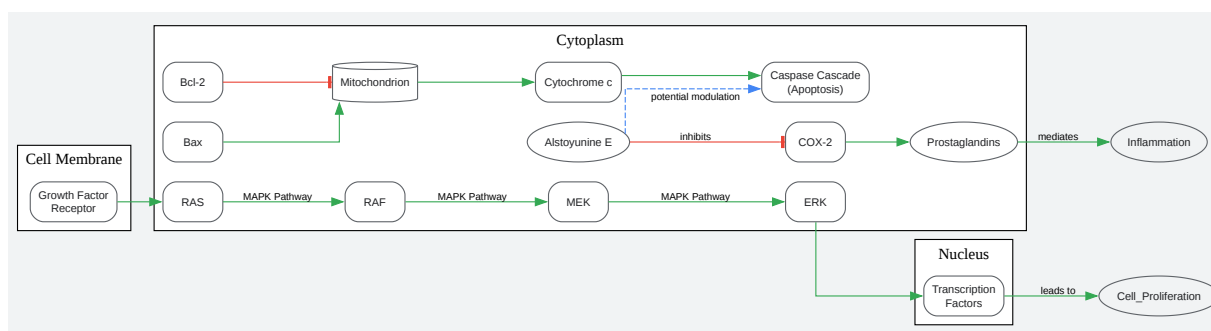 Cytoplasm
Bcl-2
Mitochondrion
Cytochrome c
Caspase Cascade
(Apoptosis)
potential modulation
Bax
Alstoyunine E
inhibits
COX-2
Prostaglandins
mediates
Inflammation
Cell Membrane
Growth Factor
Receptor
RAS
MAPK Pathway
RAF
MAPK Pathway
MEK
MAPK Pathway
ERK
Nucleus
Transcription
Factors
leads to
Cell_Proliferation